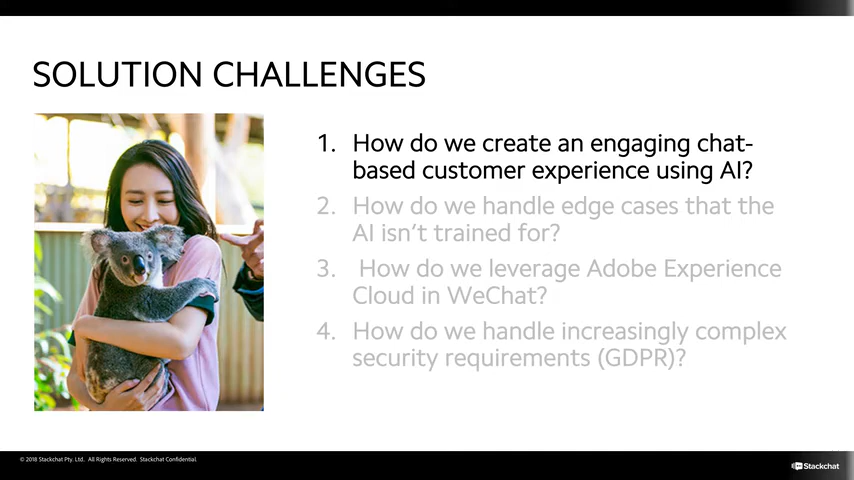 SOLUTION CHALLENGES
1. How do we create an engaging chat-
based customer experience using AI?
2. How do we handle edge cases that the
AI isn't trained for?
3. How do we leverage Adobe Experience
Cloud in WeChat?
4. How do we handle increasingly complex
security requirements (GDPR)?
© 2018 Stackchat Pty. Ltd. All Rights Reserved. Stackchat Confidential.
Stackchat